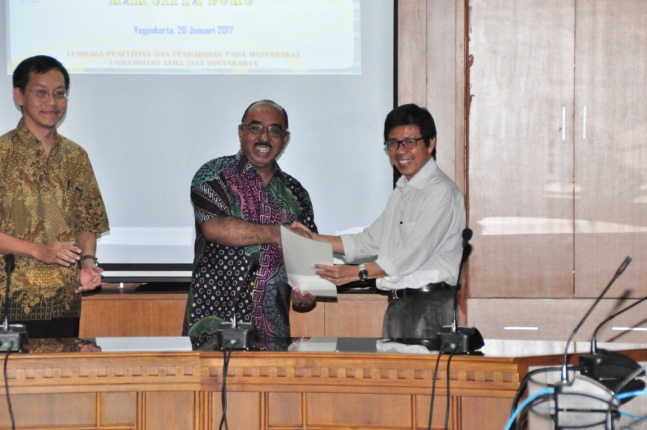 HAK CIPTA BUKU
Yogyakarta, 26 Januari 2017
LEMBAGA PENELITIAN DAN PENGABDIAN PADA MASYARAKAT
UNIVERSITAS ATMA JAYA YOGYAKARTA